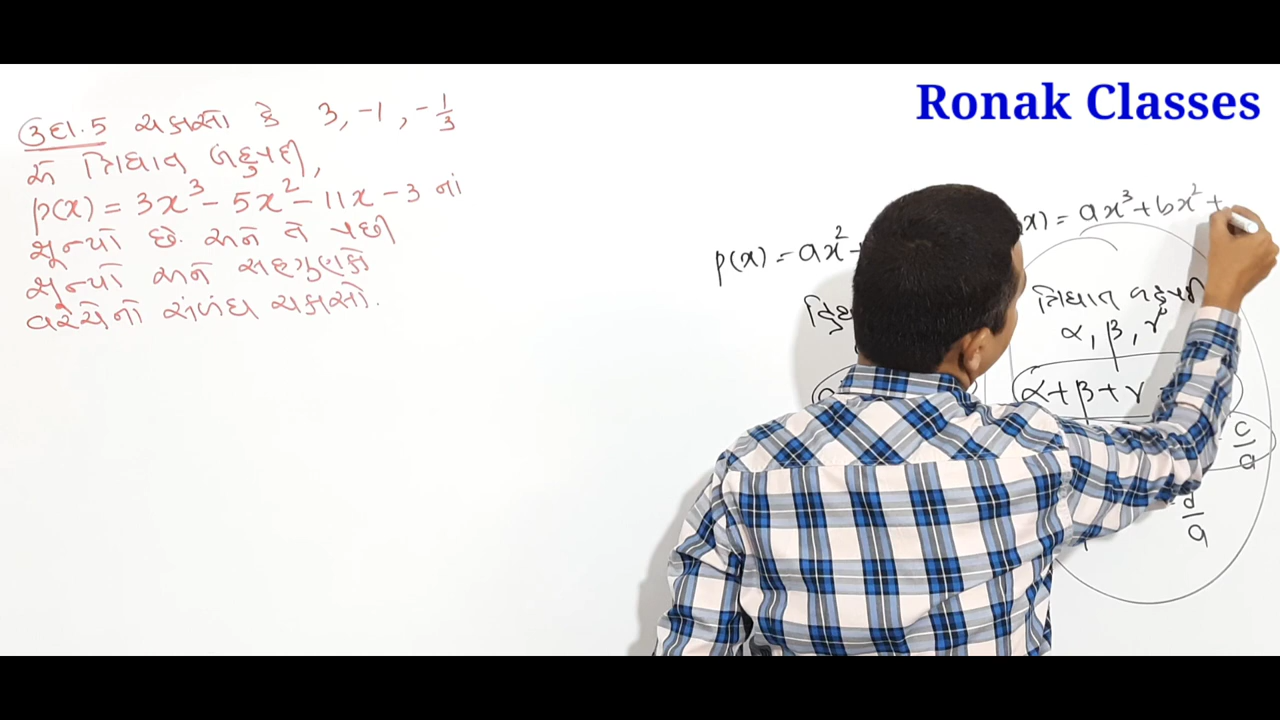 Ronak Classes
ઉદા.5 ચકાસો કે 3, -1, -1/3
એ ત્રિઘાત બહુપદી,
p(x) = 3x³ - 5x² - 11x - 3 નાં
શૂન્યો છે. અને તે પછી
શૂન્યો અને સહગુણકો
વચ્ચેનો સંબંધ ચકાસો.
p(x) = ax²
x) = ax³ + bx² +
ત્રિઘાત બહુપદી
α, β, γ
α + β + γ
c/a
d/a